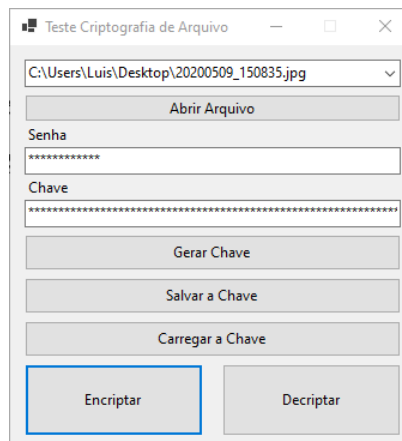 Teste Criptografia de Arquivo
C:\Users\Luis\Desktop\20200509_150835.jpg
Abrir Arquivo
Senha
************
Chave
****************************************************************
Gerar Chave
Salvar a Chave
Carregar a Chave
Encriptar Decriptar